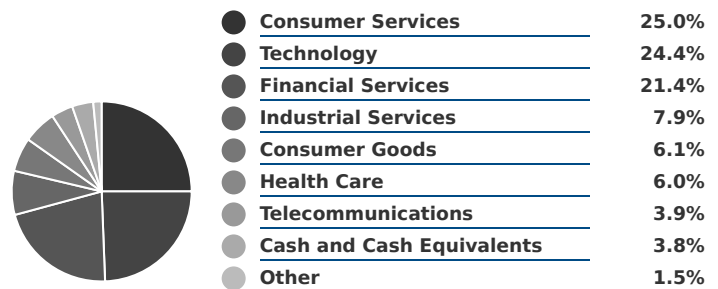 Consumer Services 25.0%
Technology 24.4%
Financial Services 21.4%
Industrial Services 7.9%
Consumer Goods 6.1%
Health Care 6.0%
Telecommunications 3.9%
Cash and Cash Equivalents 3.8%
Other 1.5%